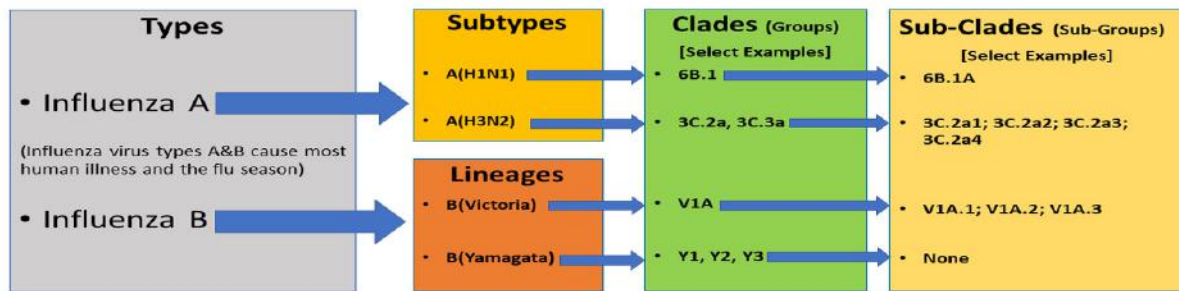 Types
• Influenza A
(Influenza virus types A&B cause most
human illness and the flu season)
• Influenza B
Subtypes
• A(H1N1)
• A(H3N2)
Lineages
• B(Victoria)
• B(Yamagata)
Clades (Groups)
[Select Examples]
• 6B.1
• 3C.2a, 3C.3a
• V1A
• Y1, Y2, Y3
Sub-Clades (Sub-Groups)
[Select Examples]
• 6B.1A
• 3C.2a1; 3C.2a2; 3C.2a3;
3C.2a4
• V1A.1; V1A.2; V1A.3
• None